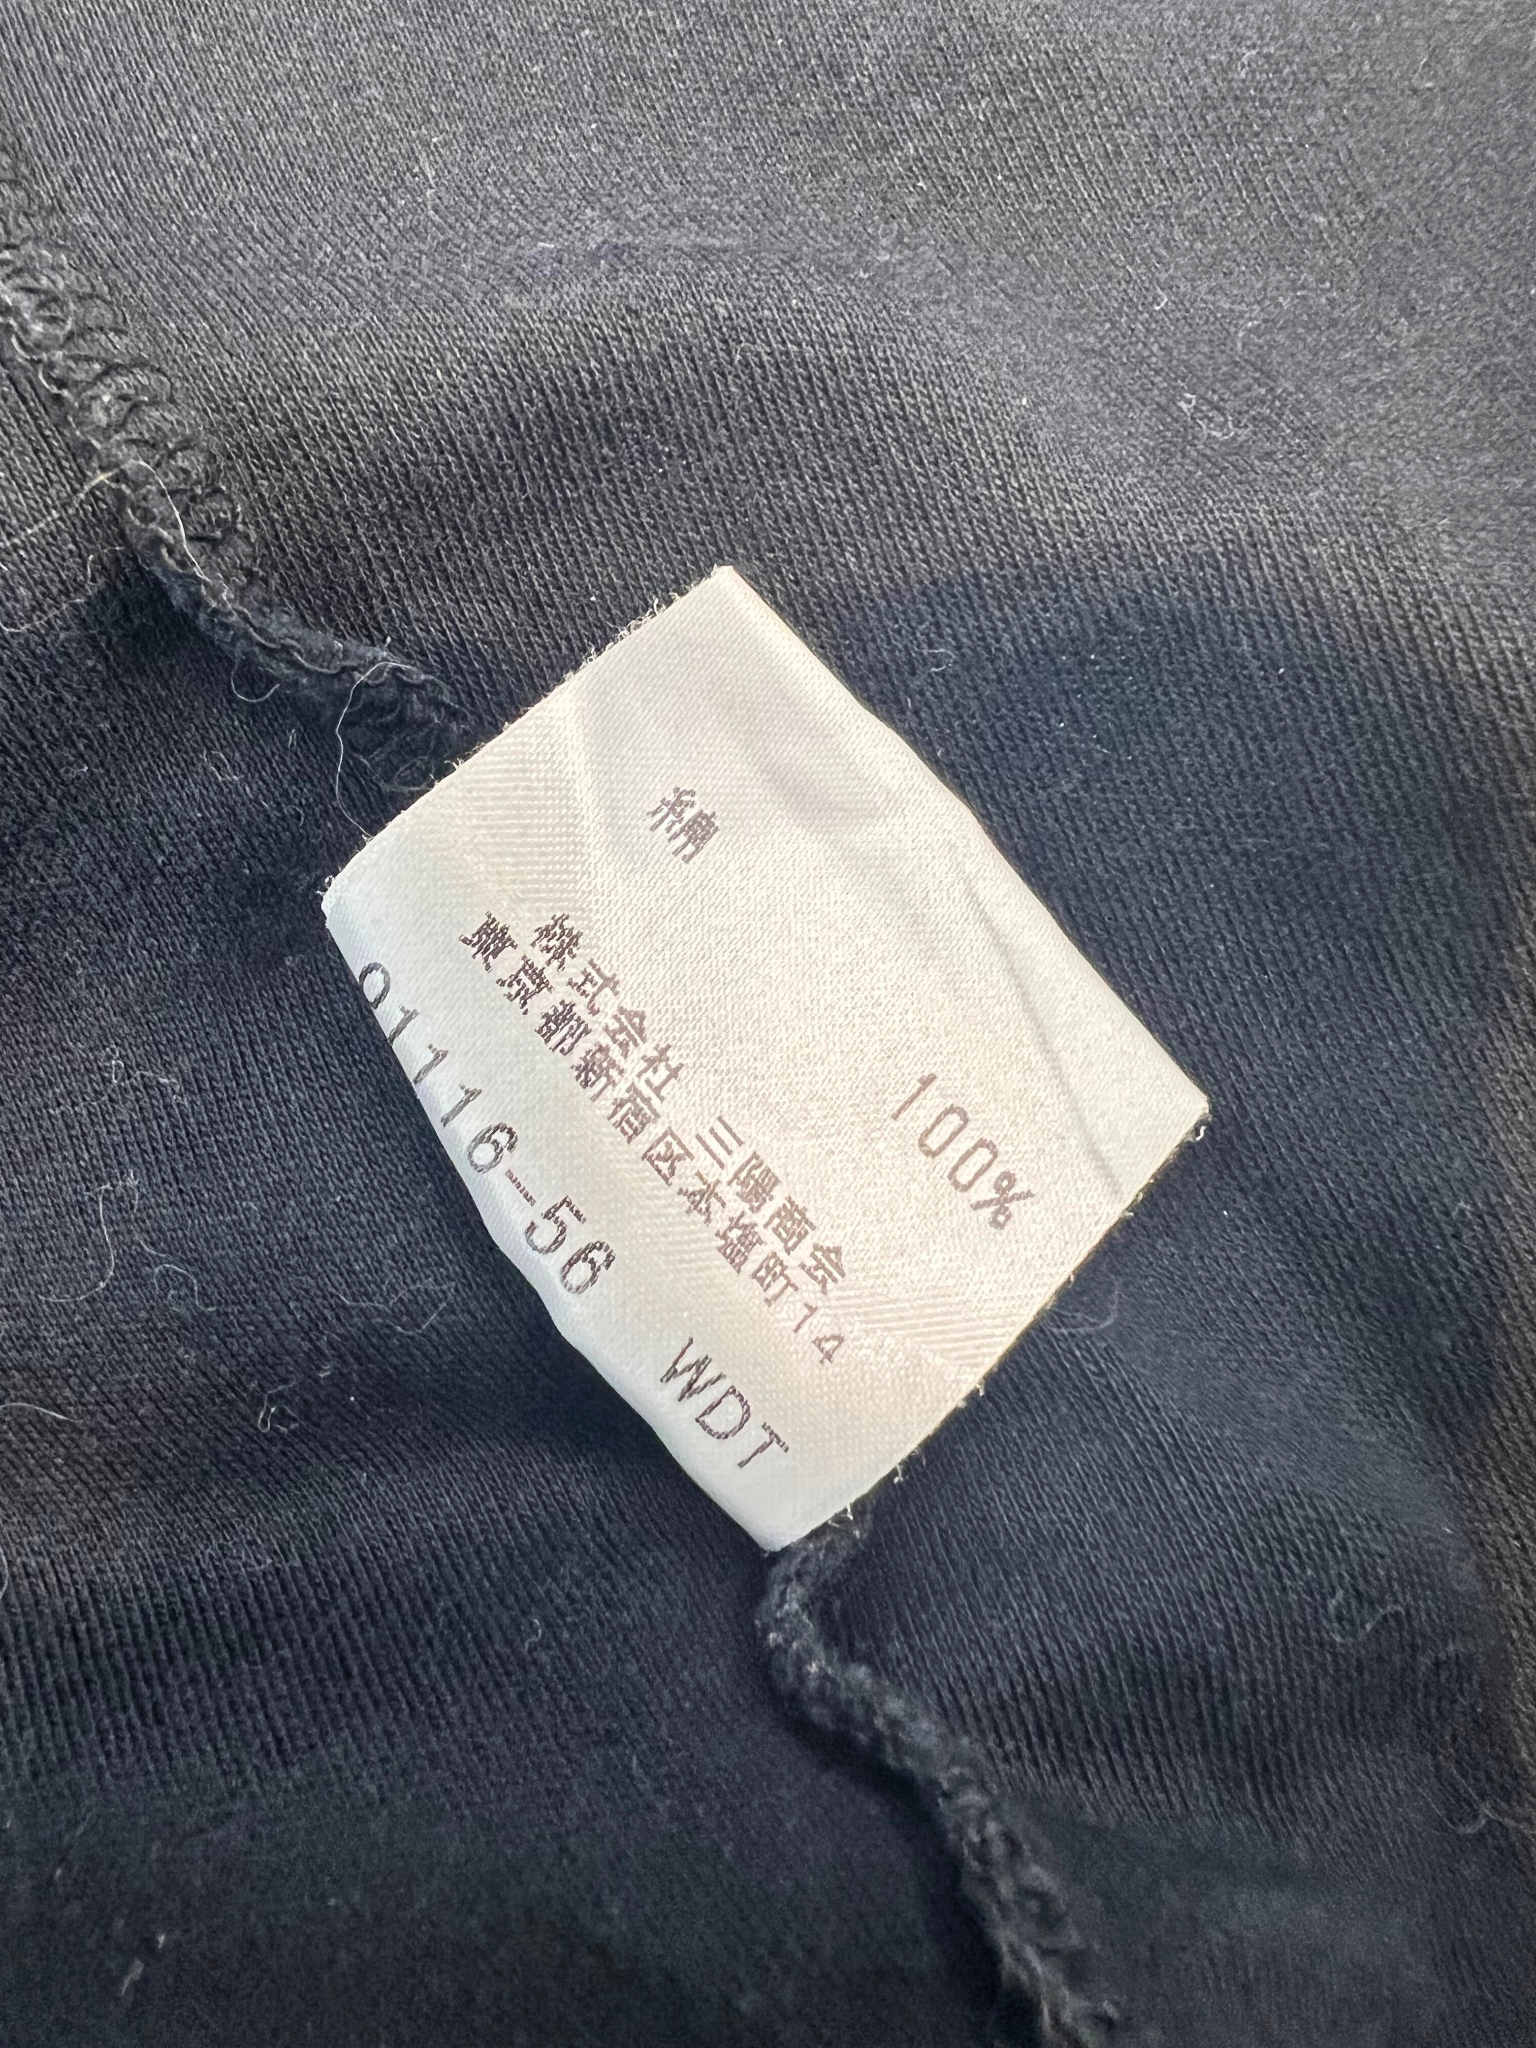 綿 100%
株式会社 三陽商会
東京都新宿区本塩町14
01116-56 WDT